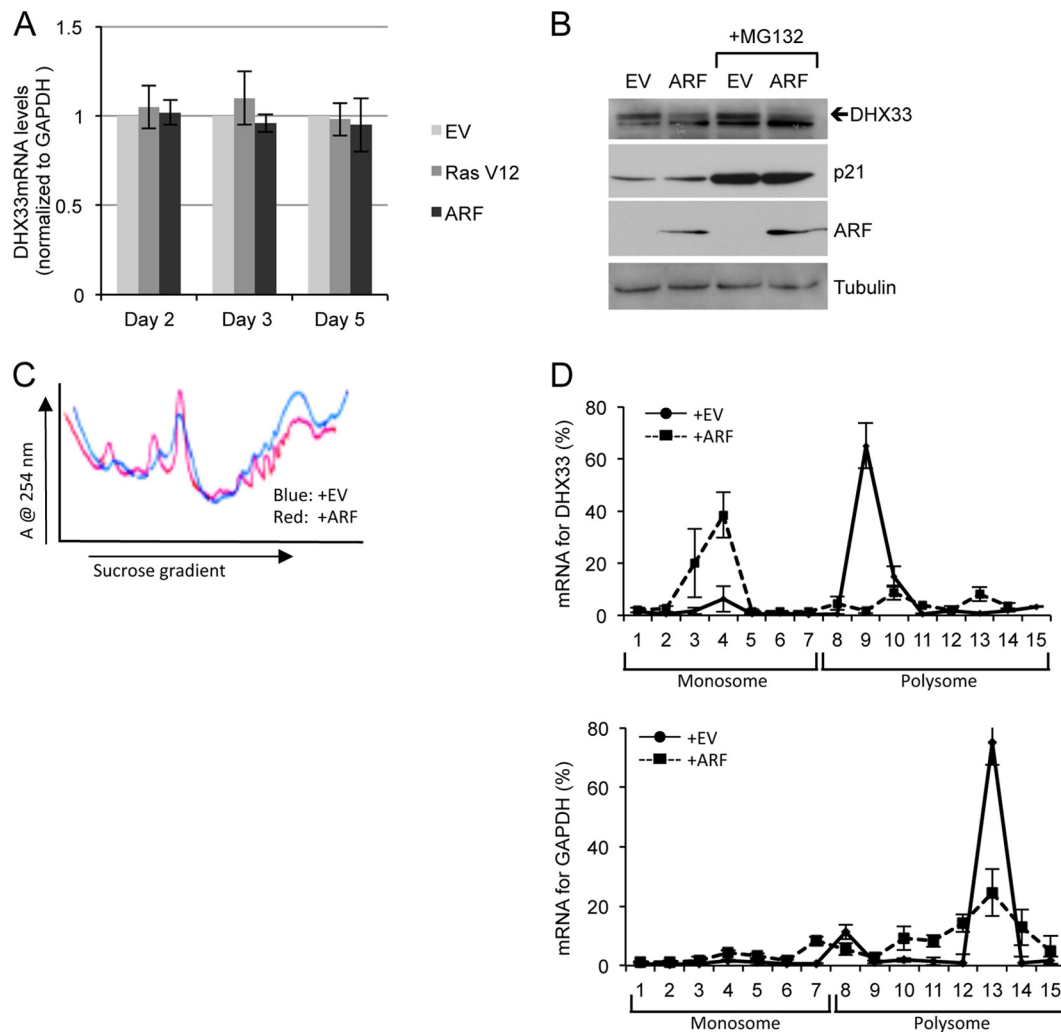 A
DHX33mRNA levels
(normalized to GAPDH )
1.5
1
0.5
0
Day 2 Day 3 Day 5
EV
Ras V12
ARF
B
+MG132
EV ARF EV ARF
DHX33
p21
ARF
Tubulin
C
A @ 254 nm
Blue: +EV
Red: +ARF
Sucrose gradient
D
mRNA for DHX33 (%)
80
60
40
20
0
+EV
+ARF
1 2 3 4 5 6 7 8 9 10 11 12 13 14 15
Monosome Polysome
mRNA for GAPDH (%)
80
60
40
20
0
+EV
+ARF
1 2 3 4 5 6 7 8 9 10 11 12 13 14 15
Monosome Polysome